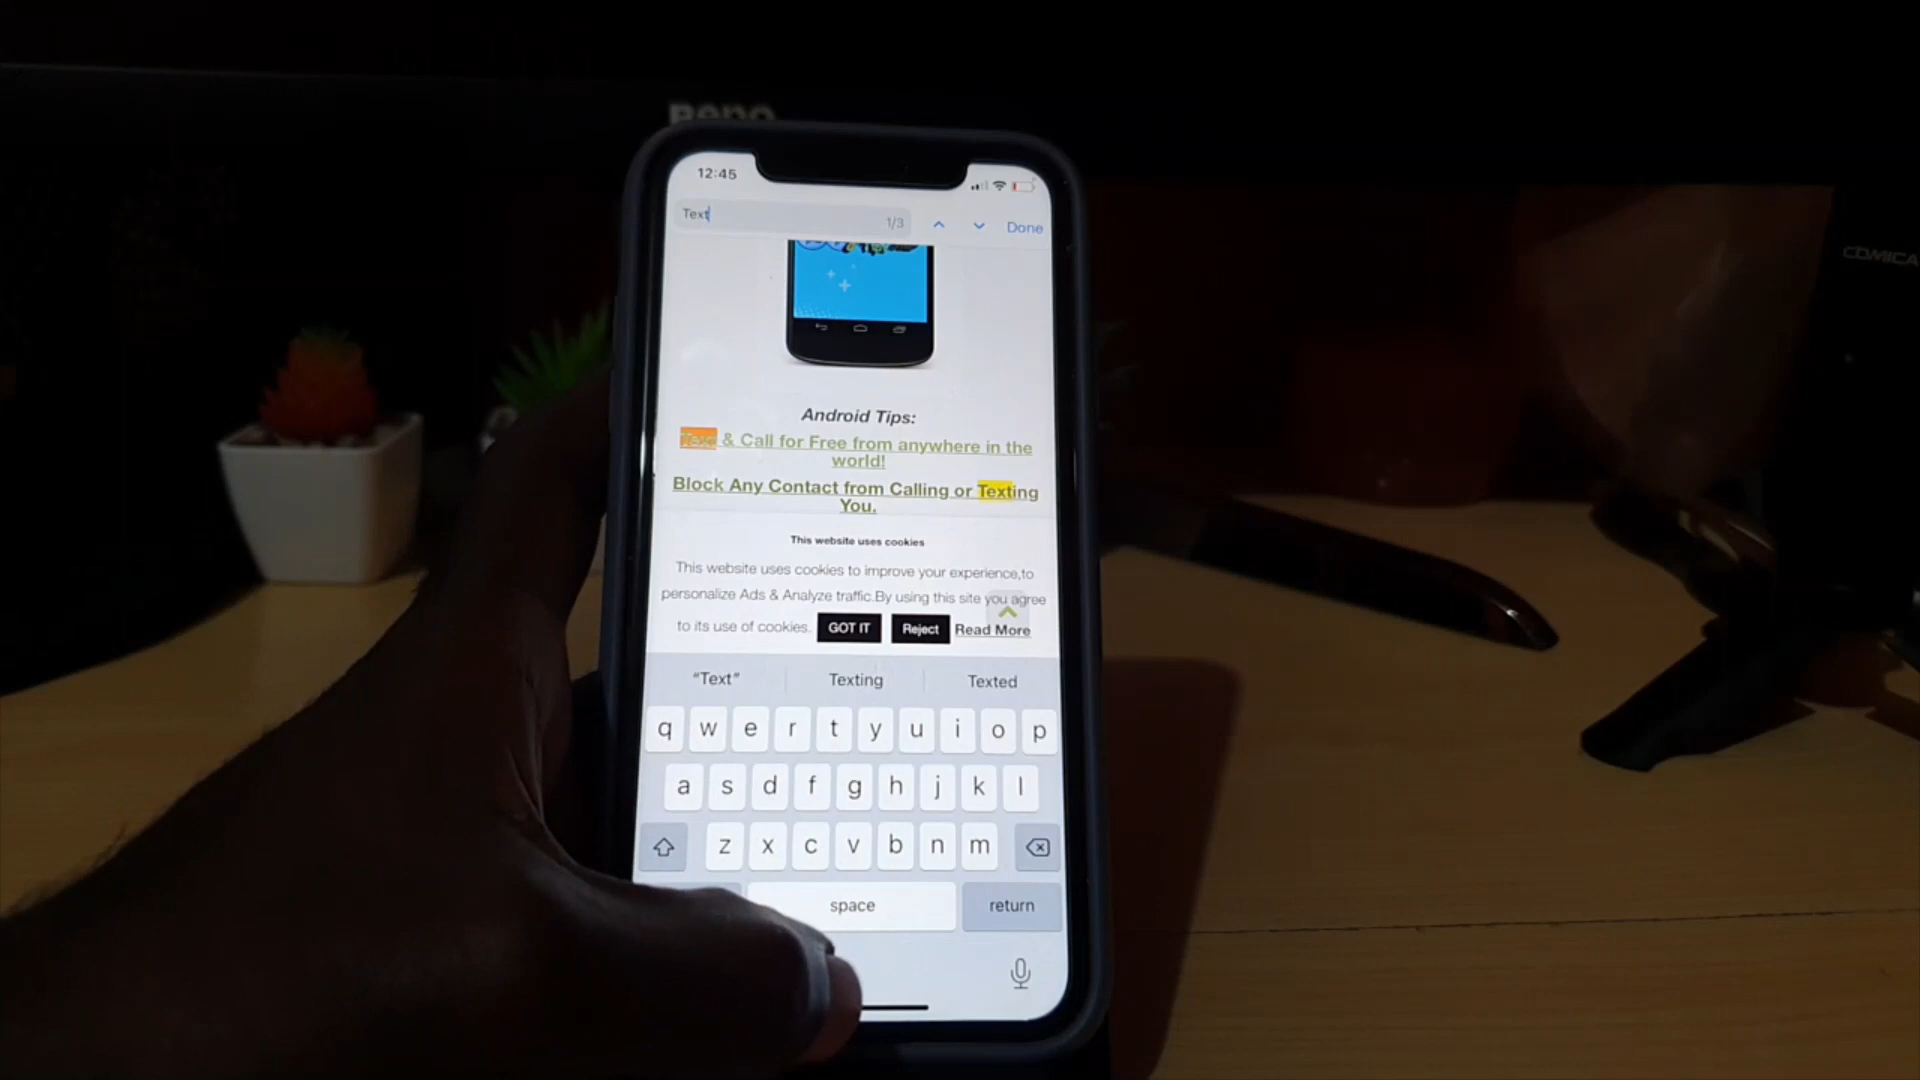 12:45
Text
1/3
Done
Android Tips:
Text & Call for Free from anywhere in the
world!
Block Any Contact from Calling or Texting
You.
This website uses cookies
This website uses cookies to improve your experience,to
personalize Ads & Analyze traffic.By using this site you agree
to its use of cookies. GOT IT Reject Read More
“Text” Texting Texted
q w e r t y u i o p
a s d f g h j k l
z x c v b n m
space return
COMICA